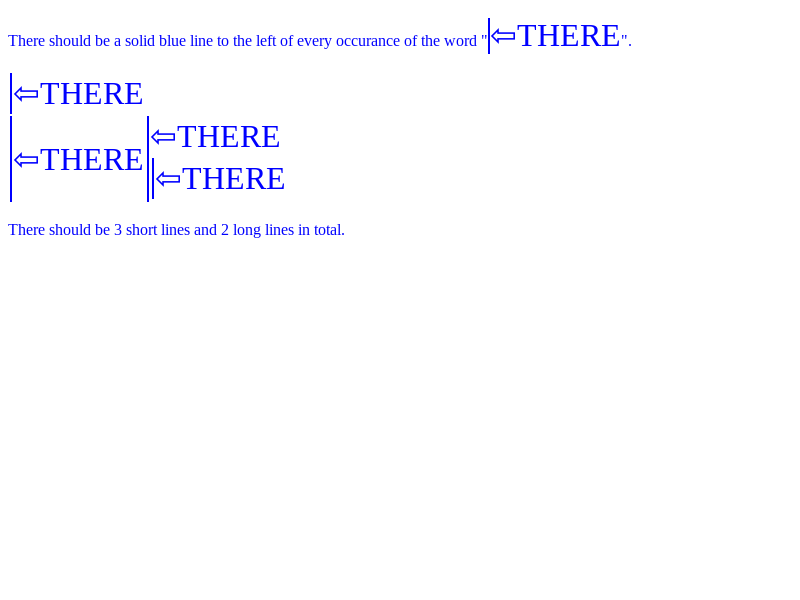 There should be a solid blue line to the left of every occurance of the word "⇦THERE".
⇦THERE
⇦THERE
⇦THERE
⇦THERE
There should be 3 short lines and 2 long lines in total.